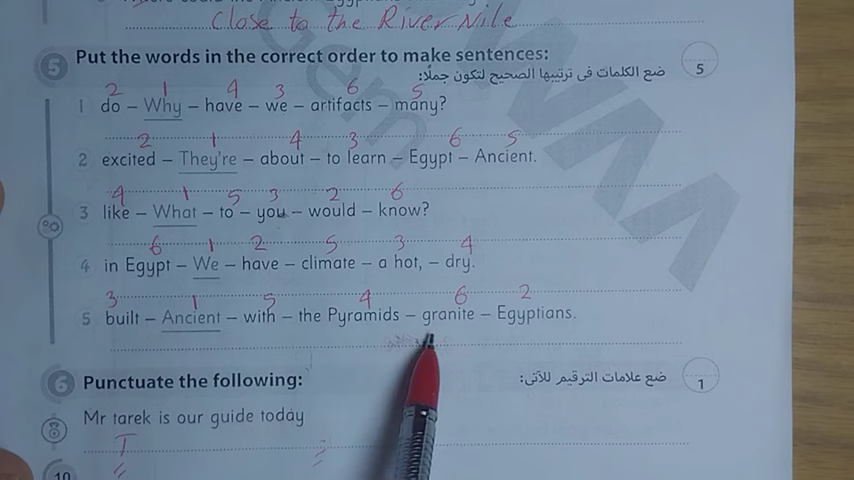 Close to the River Nile
5 Put the words in the correct order to make sentences:
ضع الكلمات فى ترتيبها الصحيح لتكون جملًا:
5
2 1 4 3 6 5
1 do – Why – have – we – artifacts – many?
2 1 4 3 6 5
2 excited – They're – about – to learn – Egypt – Ancient.
4 1 5 3 2 6
3 like – What – to – you – would – know?
6 1 2 5 3 4
4 in Egypt – We – have – climate – a hot, – dry.
3 1 5 4 6 2
5 built – Ancient – with – the Pyramids – granite – Egyptians.
6 Punctuate the following:
ضع علامات الترقيم للآتى:
1
Mr tarek is our guide today
T
10